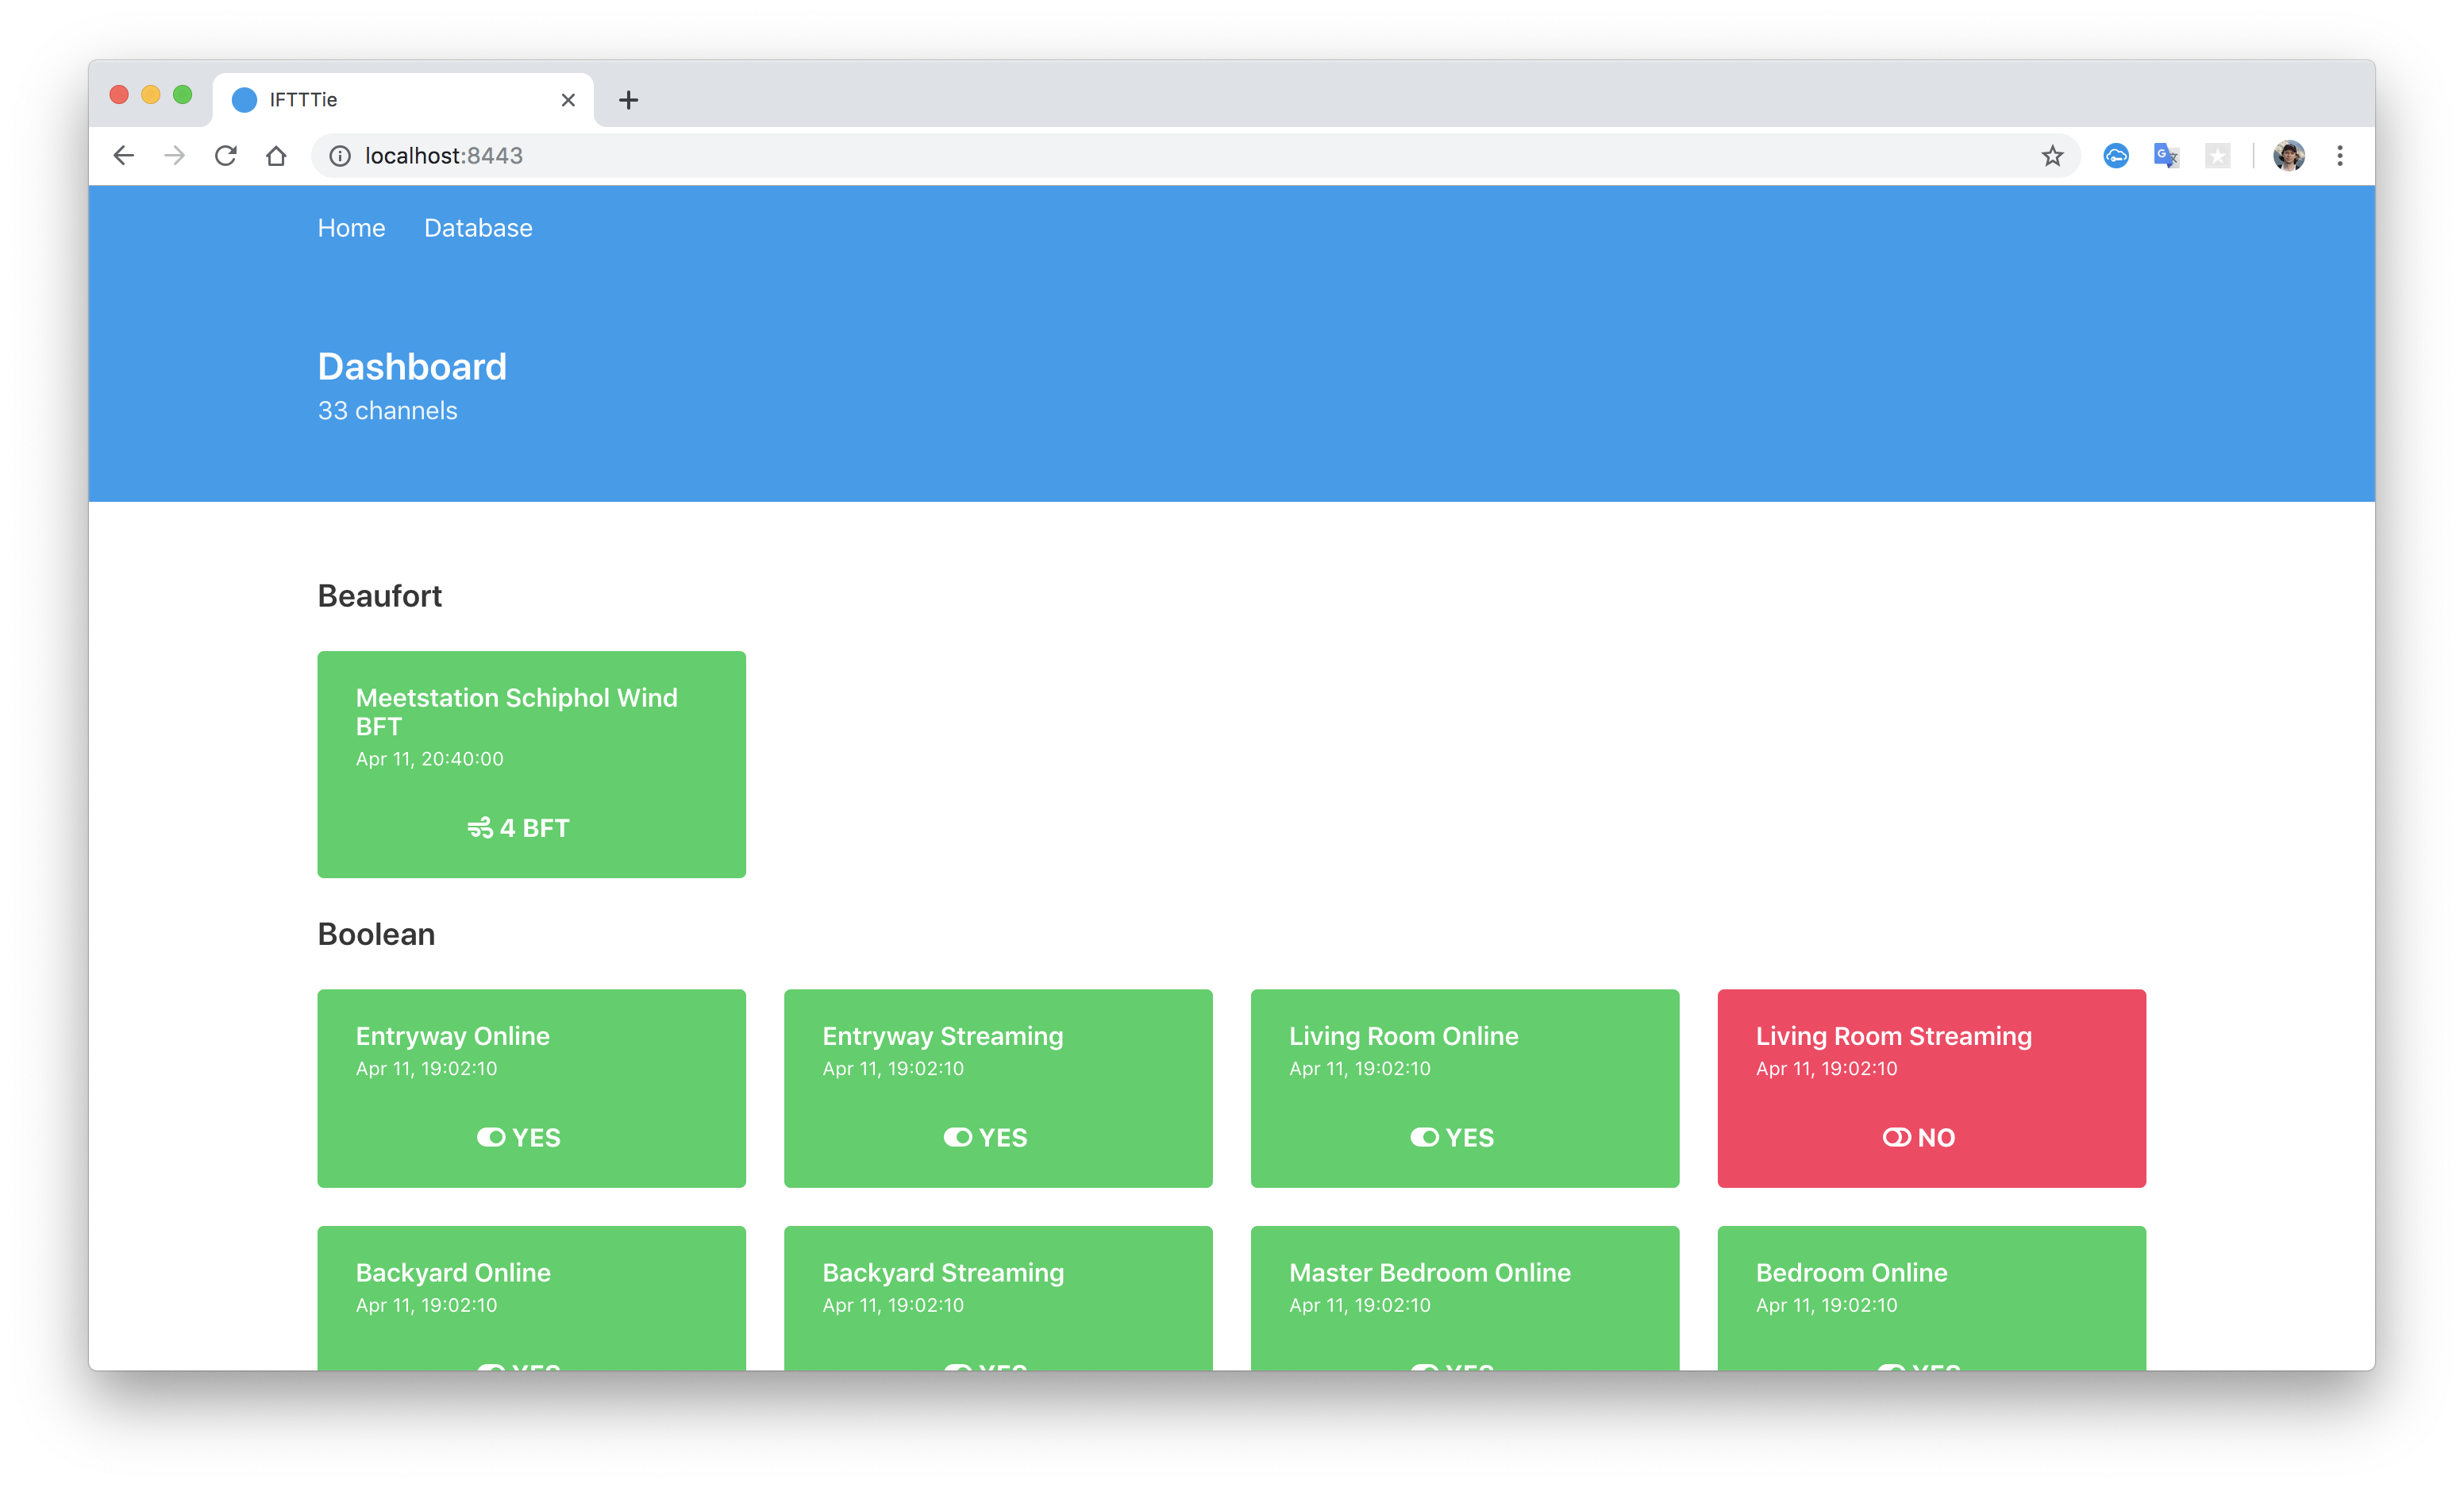 IFTTTie
localhost:8443
Home Database
Dashboard
33 channels
Beaufort
Meetstation Schiphol Wind
BFT
Apr 11, 20:40:00
4 BFT
Boolean
Entryway Online
Apr 11, 19:02:10
YES
Entryway Streaming
Apr 11, 19:02:10
YES
Living Room Online
Apr 11, 19:02:10
YES
Living Room Streaming
Apr 11, 19:02:10
NO
Backyard Online
Apr 11, 19:02:10
YES
Backyard Streaming
Apr 11, 19:02:10
YES
Master Bedroom Online
Apr 11, 19:02:10
YES
Bedroom Online
Apr 11, 19:02:10
YES